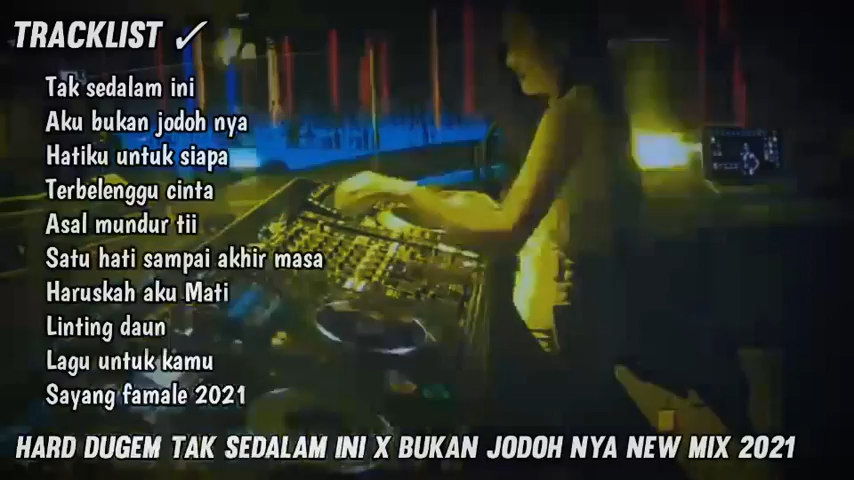 TRACKLIST ✓
Tak sedalam ini
Aku bukan jodoh nya
Hatiku untuk siapa
Terbelenggu cinta
Asal mundur tii
Satu hati sampai akhir masa
Haruskah aku Mati
Linting daun
Lagu untuk kamu
Sayang famale 2021
HARD DUGEM TAK SEDALAM INI X BUKAN JODOH NYA NEW MIX 2021